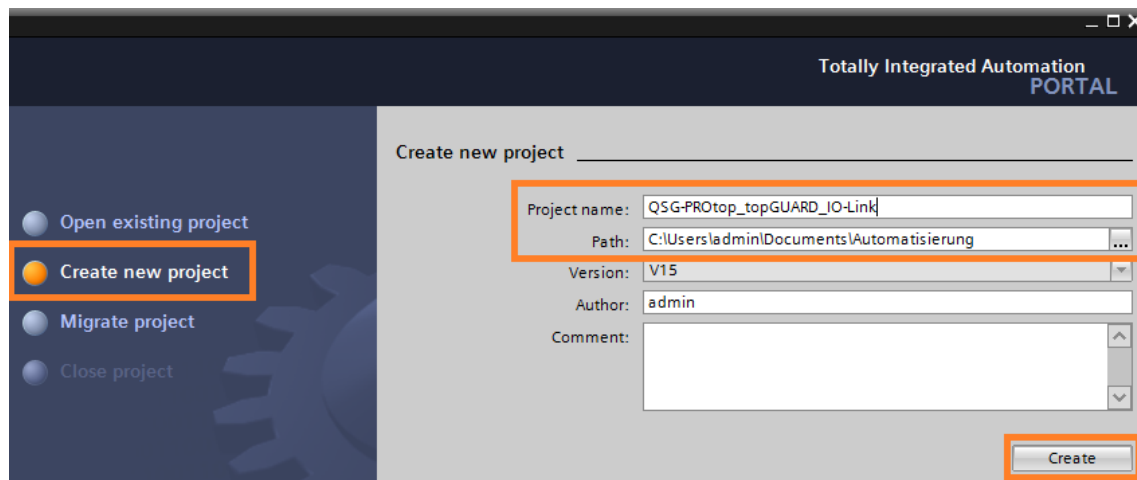 Totally Integrated Automation
PORTAL
Open existing project
Create new project
Migrate project
Close project
Create new project
Project name: QSG-PROtop_topGUARD_IO-Link
Path: C:\Users\admin\Documents\Automatisierung ...
Version: V15
Author: admin
Comment:
Create